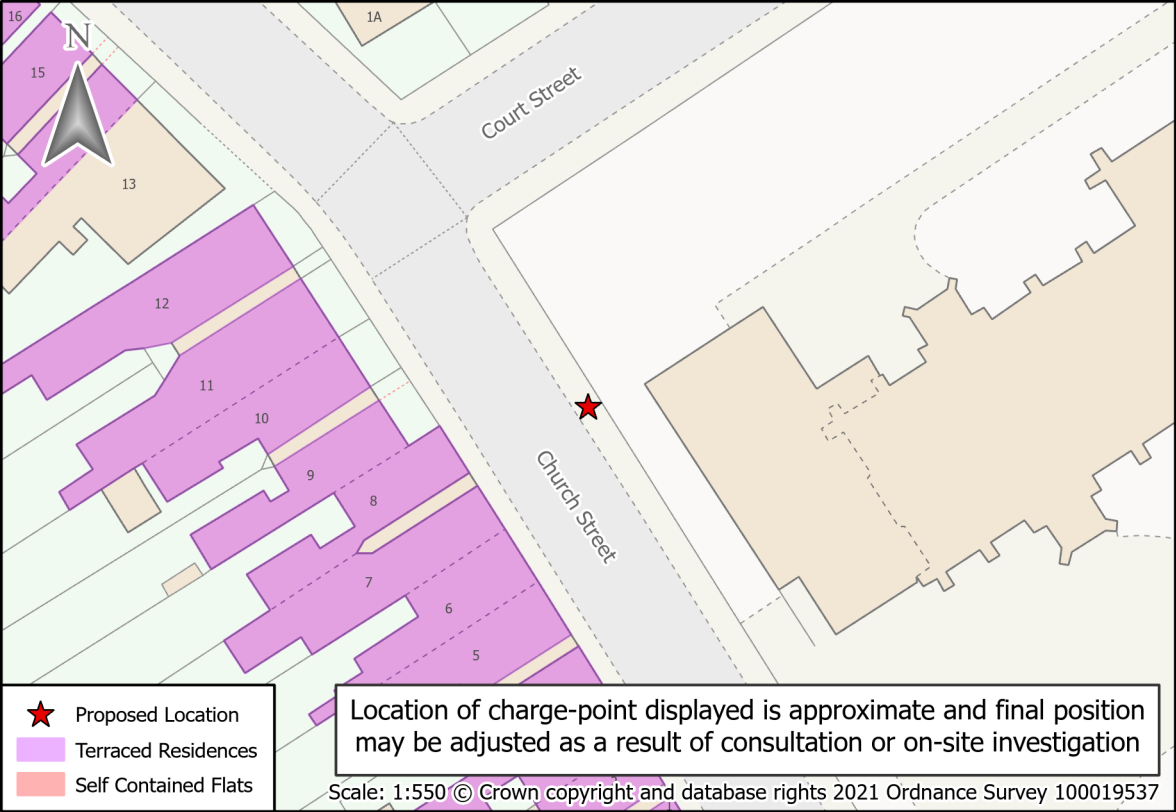 16
1A
N
15
Court Street
13
12
11
10
9
8
Church Street
7
6
5
Proposed Location
Terraced Residences
Self Contained Flats
Location of charge-point displayed is approximate and final position
may be adjusted as a result of consultation or on-site investigation
Scale: 1:550 © Crown copyright and database rights 2021 Ordnance Survey 100019537